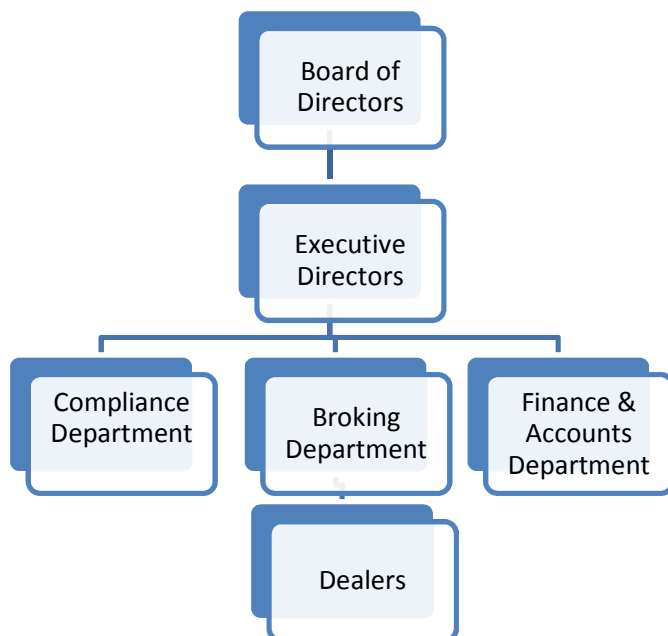 Board of
Directors
Executive
Directors
Compliance
Department
Broking
Department
Finance &
Accounts
Department
Dealers